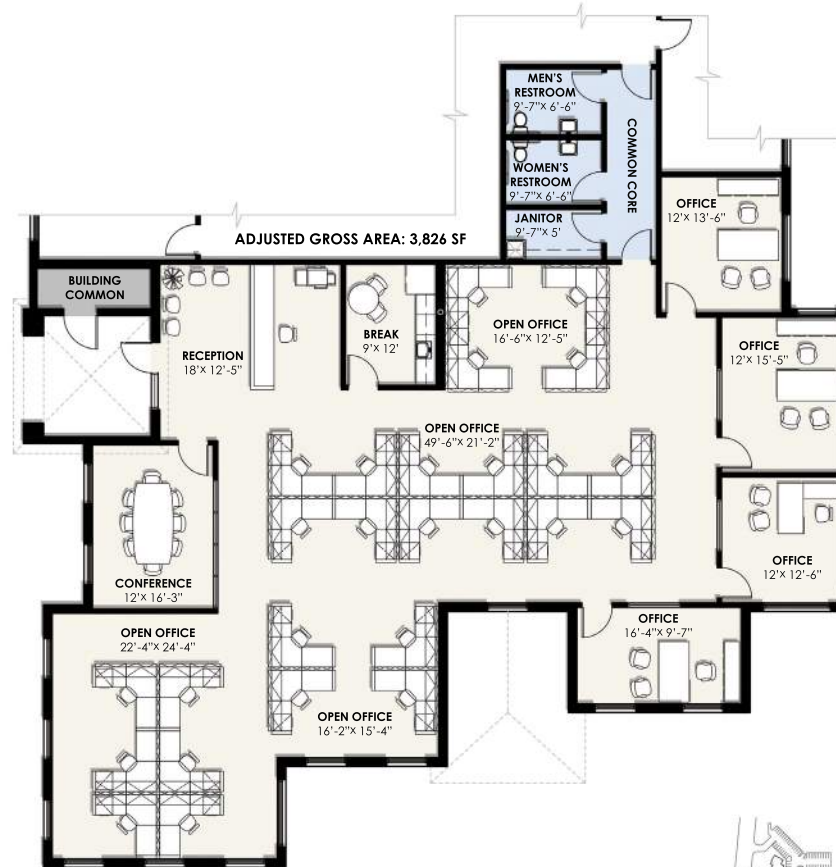 MEN'S
RESTROOM
9'-7"X 6'-6"
COMMON CORE
WOMEN'S
RESTROOM
9'-7"X 6'-6"
JANITOR
9'-7"X 5'
OFFICE
12'X 13'-6"
ADJUSTED GROSS AREA: 3,826 SF
BUILDING
COMMON
RECEPTION
18'X 12'-5"
BREAK
9'X 12'
OPEN OFFICE
16'-6"X 12'-5"
OFFICE
12'X 15'-5"
OPEN OFFICE
49'-6"X 21'-2"
CONFERENCE
12'X 16'-3"
OFFICE
12'X 12'-6"
OPEN OFFICE
22'-4"X 24'-4"
OFFICE
16'-4"X 9'-7"
OPEN OFFICE
16'-2"X 15'-4"